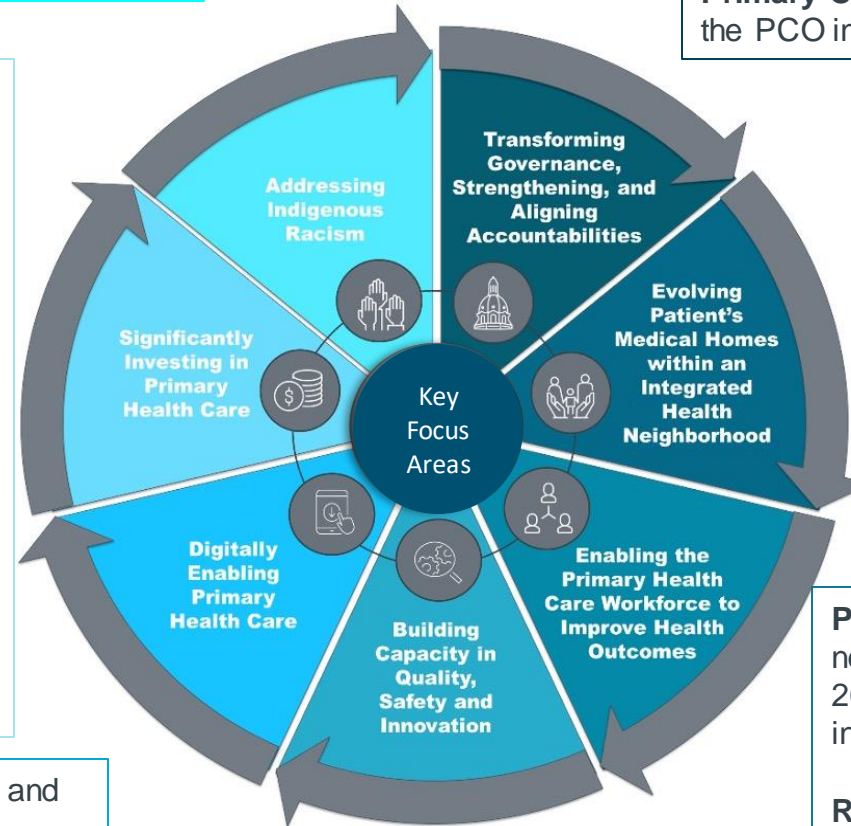 the PCO in
Transforming
Governance,
Strengthening, and
Aligning
Accountabilities
Evolving
Patient's
Medical Homes
within an
Integrated
Health
Neighborhood
Enabling the
Primary Health
Care Workforce to
Improve Health
Outcomes
Building
Capacity in
Quality,
Safety and
Innovation
Digitally
Enabling
Primary
Health Care
Significantly
Investing in
Primary
Health Care
$
Addressing
Indigenous
Racism
Key
Focus
Areas
and